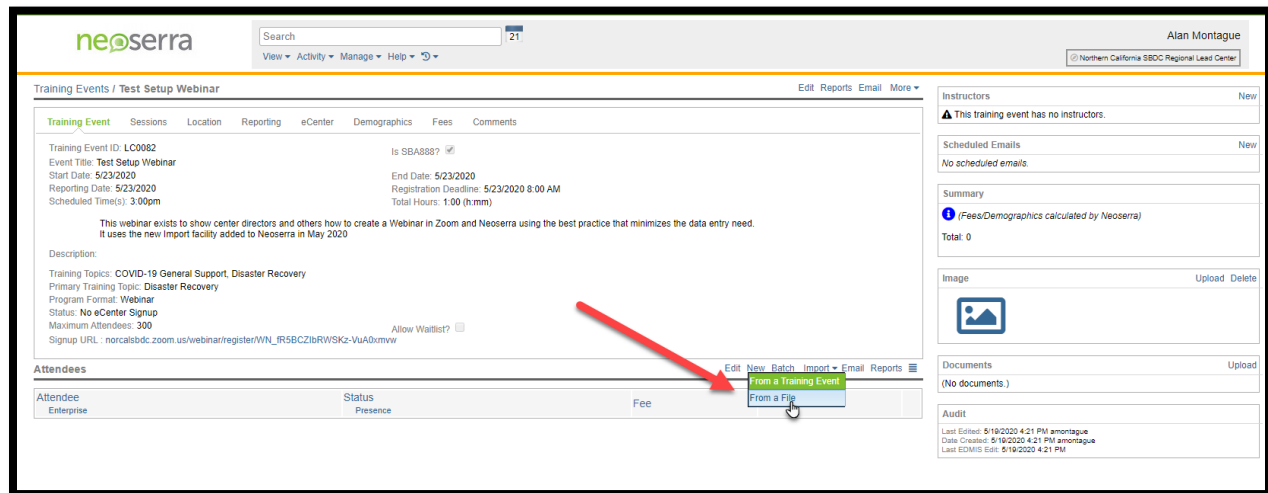 neoserra
Search
21
View Activity Manage Help
Alan Montague
Northern California SBDC Regional Lead Center
Training Events / Test Setup Webinar
Edit Reports Email More
Training Event Sessions Location Reporting eCenter Demographics Fees Comments
Training Event ID: LC0082
Is SBA888?
Event Title: Test Setup Webinar
Start Date: 5/23/2020
End Date: 5/23/2020
Reporting Date: 5/23/2020
Registration Deadline: 5/23/2020 8:00 AM
Scheduled Time(s): 3:00pm
Total Hours: 1:00 (h:mm)
This webinar exists to show center directors and others how to create a Webinar in Zoom and Neoserra using the best practice that minimizes the data entry need.
It uses the new Import facility added to Neoserra in May 2020
Description:
Training Topics: COVID-19 General Support, Disaster Recovery
Primary Training Topic: Disaster Recovery
Program Format: Webinar
Status: No eCenter Signup
Maximum Attendees: 300
Allow Waitlist?
Signup URL : norcalsbdc.zoom.us/webinar/register/WN_fR5BCZIbRWSKz-VuA0xmvw
Attendees
Edit New Batch Import Email Reports
From a Training Event
From a File
Attendee
Enterprise
Status
Presence
Fee
Instructors New
This training event has no instructors.
Scheduled Emails New
No scheduled emails.
Summary
(Fees/Demographics calculated by Neoserra)
Total: 0
Image Upload Delete
Documents Upload
(No documents.)
Audit
Last Edited: 5/19/2020 4:21 PM amontague
Date Created: 5/19/2020 4:21 PM amontague
Last EDMIS Edit: 5/19/2020 4:21 PM